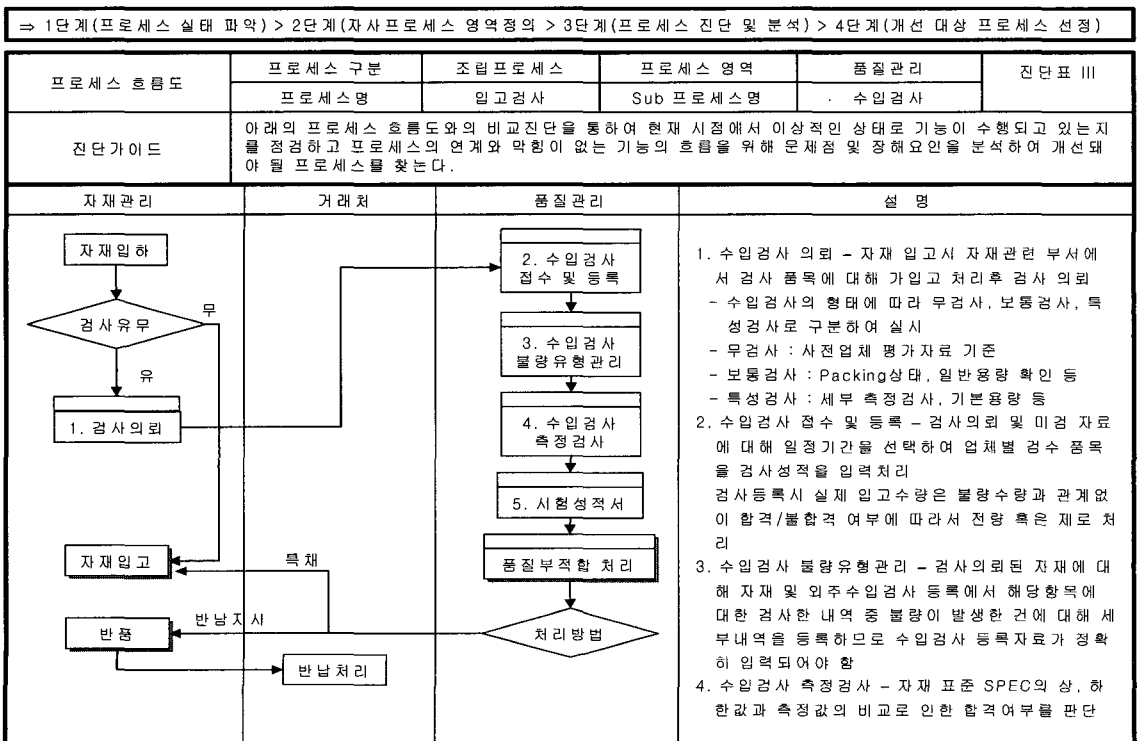 ⇒ 1단계(프로세스 실태 파악) > 2단계(자사프로세스 영역정의 > 3단계(프로세스 진단 및 분석) > 4단계(개선 대상 프로세스 선정)
프로세스 흐름도
프로세스 구분
조립프로세스
프로세스 영역
품질관리
진단표 III
프로세스명
입고검사
Sub 프로세스명
수입검사
진단가이드
아래의 프로세스 흐름도와의 비교진단을 통하여 현재 시점에서 이상적인 상태로 기능이 수행되고 있는지
를 점검하고 프로세스의 연계와 막힘이 없는 기능의 흐름을 위해 문제점 및 장해요인을 분석하여 개선돼
야 될 프로세스를 찾는다.
자재관리
거래처
품질관리
설 명
자재입하
검사유무
무
유
1. 검사의뢰
자재입고
특채
반품
반납지시
반납처리
2. 수입검사
접수 및 등록
3. 수입검사
불량유형관리
4. 수입검사
측정검사
5. 시험성적서
품질부적합 처리
처리방법
1. 수입검사 의뢰 – 자재 입고시 자재관련 부서에
서 검사 품목에 대해 가입고 처리후 검사 의뢰
- 수입검사의 형태에 따라 무검사, 보통검사, 특
성검사로 구분하여 실시
- 무검사 : 사전업체 평가자료 기준
- 보통검사 : Packing상태, 일반용량 확인 등
- 특성검사 : 세부 측정검사, 기본용량 등
2. 수입검사 접수 및 등록 – 검사의뢰 및 미검 자료
에 대해 일정기간을 선택하여 업체별 검수 품목
을 검사성적을 입력처리
검사등록시 실제 입고수량은 불량수량과 관계없
이 합격/불합격 여부에 따라서 전량 혹은 제로 처
리
3. 수입검사 불량유형관리 – 검사의뢰된 자재에 대
해 자재 및 외주수입검사 등록에서 해당항목에
대한 검사한 내역 중 불량이 발생한 건에 대해 세
부내역을 등록하므로 수입검사 등록자료가 정확
히 입력되어야 함
4. 수입검사 측정검사 – 자재 표준 SPEC의 상, 하
한값과 측정값의 비교로 인한 합격여부를 판단